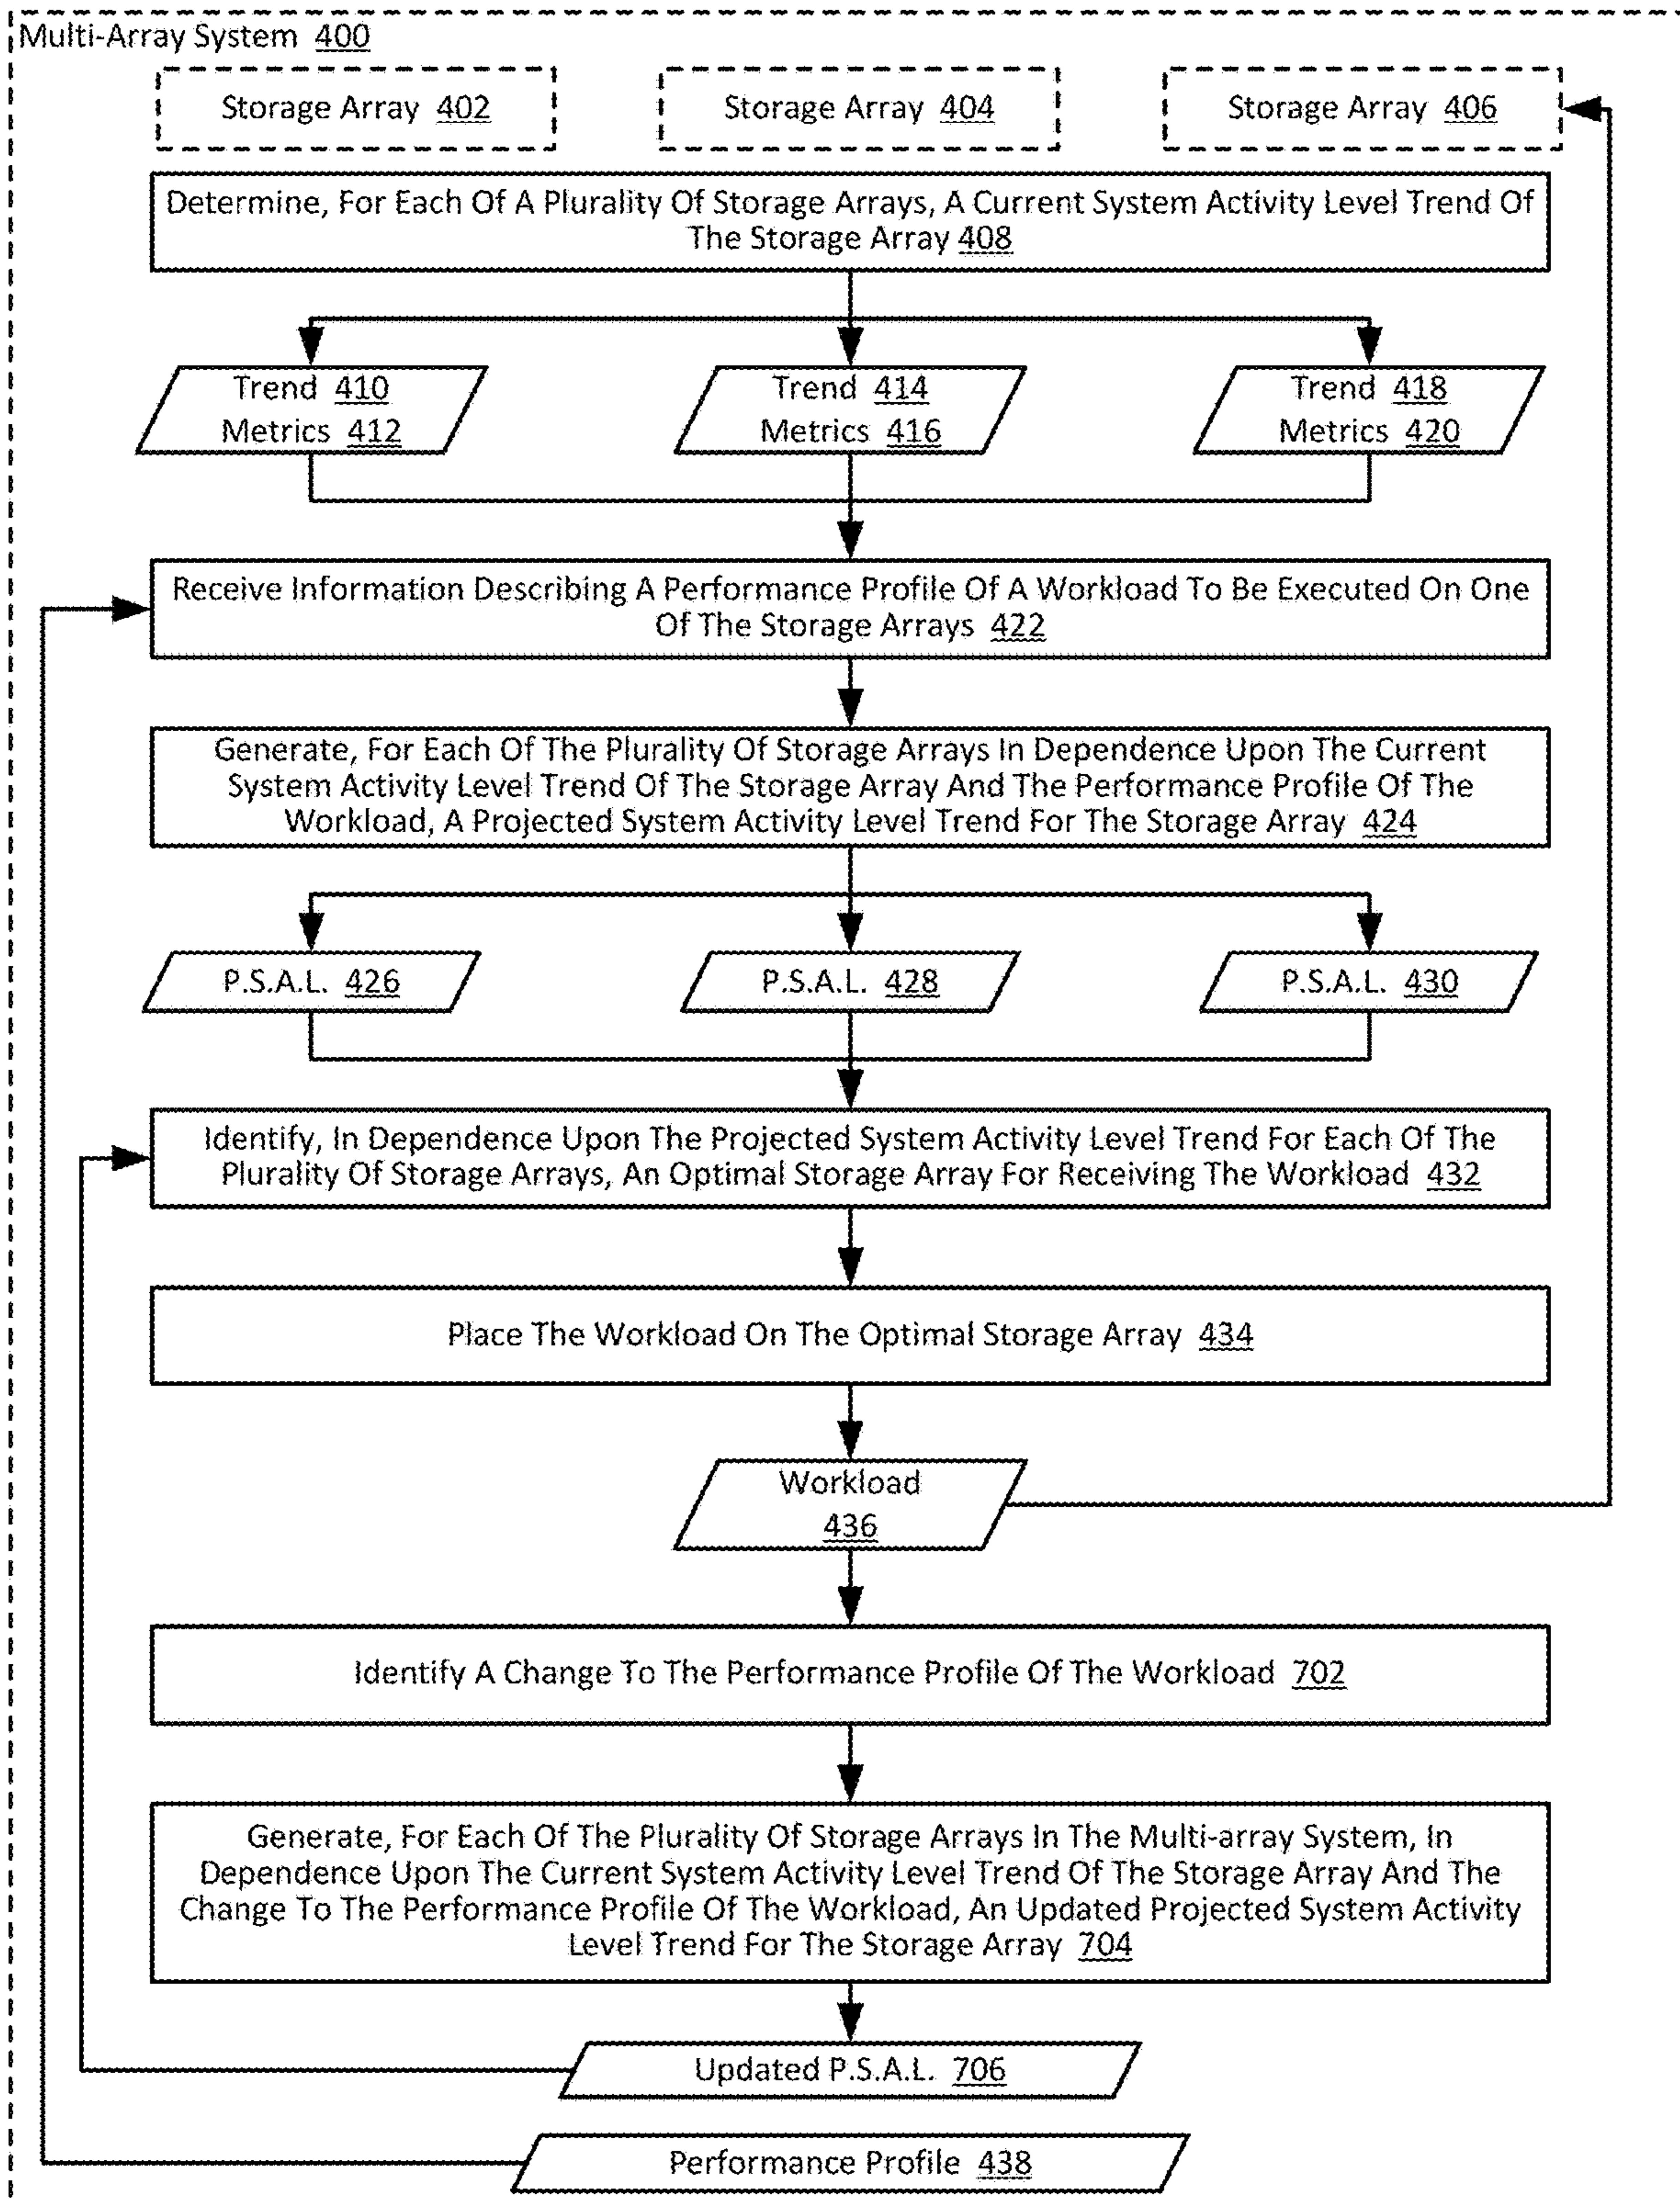 Multi-Array System 400
Storage Array 402
Storage Array 404
Storage Array 406
Determine, For Each Of A Plurality Of Storage Arrays, A Current System Activity Level Trend Of
The Storage Array 408
Trend 410
Metrics 412
Trend 414
Metrics 416
Trend 418
Metrics 420
Receive Information Describing A Performance Profile Of A Workload To Be Executed On One
Of The Storage Arrays 422
Generate, For Each Of The Plurality Of Storage Arrays In Dependence Upon The Current
System Activity Level Trend Of The Storage Array And The Performance Profile Of The
Workload, A Projected System Activity Level Trend For The Storage Array 424
P.S.A.L. 426
P.S.A.L. 428
P.S.A.L. 430
Identify, In Dependence Upon The Projected System Activity Level Trend For Each Of The
Plurality Of Storage Arrays, An Optimal Storage Array For Receiving The Workload 432
Place The Workload On The Optimal Storage Array 434
Workload
436
Identify A Change To The Performance Profile Of The Workload 702
Generate, For Each Of The Plurality Of Storage Arrays In The Multi-array System, In
Dependence Upon The Current System Activity Level Trend Of The Storage Array And The
Change To The Performance Profile Of The Workload, An Updated Projected System Activity
Level Trend For The Storage Array 704
Updated P.S.A.L. 706
Performance Profile 438